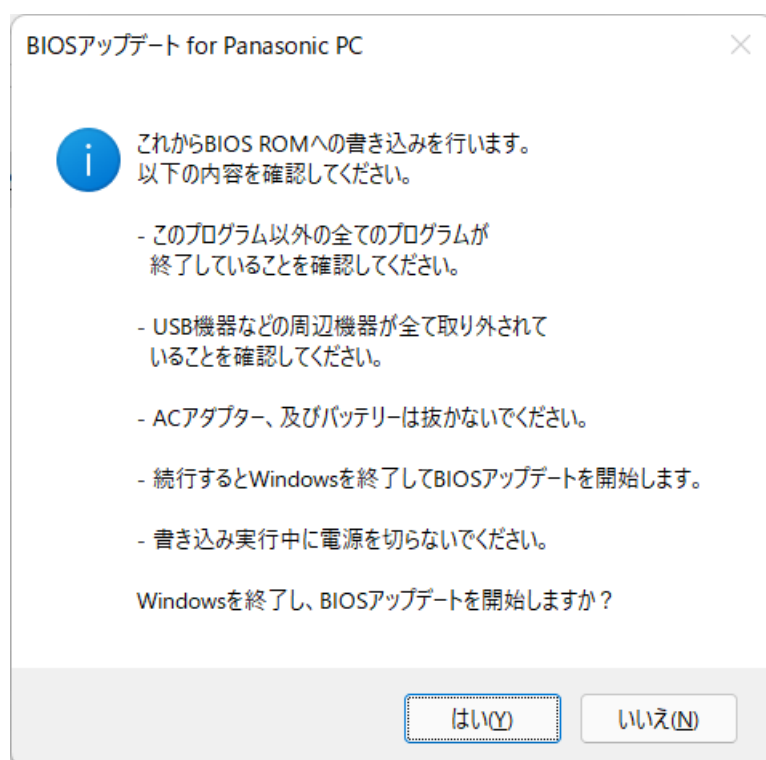 BIOSアップデート for Panasonic PC
これからBIOS ROMへの書き込みを行います。
以下の内容を確認してください。
- このプログラム以外の全てのプログラムが
終了していることを確認してください。
- USB機器などの周辺機器が全て取り外されて
いることを確認してください。
- ACアダプター、及びバッテリーは抜かないでください。
- 続行するとWindowsを終了してBIOSアップデートを開始します。
- 書き込み実行中に電源を切らないでください。
Windowsを終了し、BIOSアップデートを開始しますか？
はい(Y) いいえ(N)